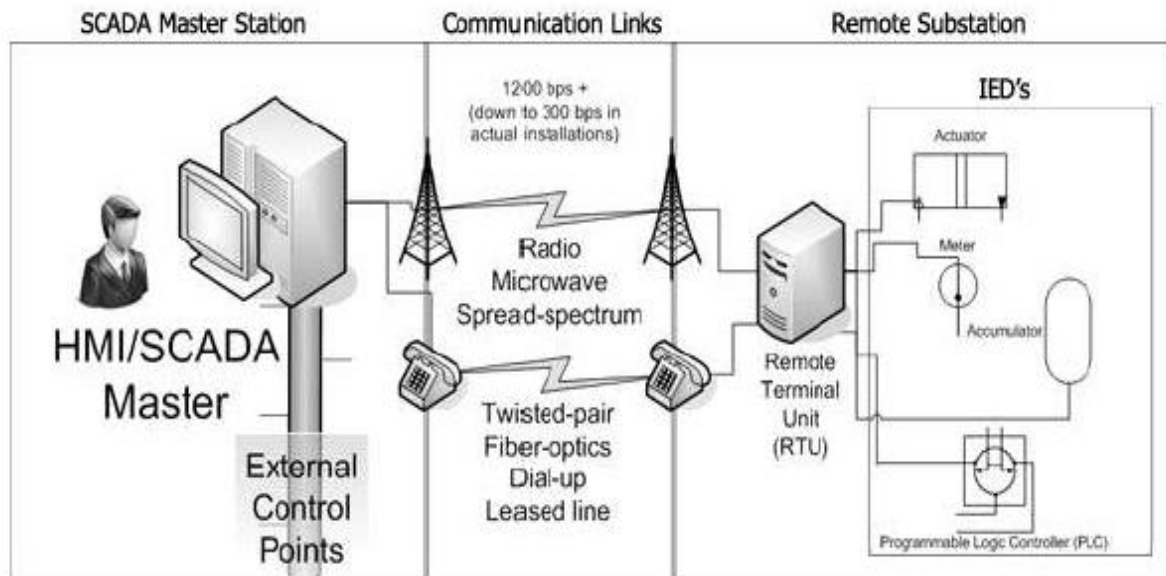 SCADA Master Station
Communication Links
Remote Substation
1200 bps +
(down to 300 bps in
actual installations)
IED's
Actuator
Radio
Microwave
Spread-spectrum
Meter
Accumulator
HMI/SCADA
Master
Remote
Terminal
Unit
(RTU)
Twisted-pair
Fiber-optics
Dial-up
Leased line
External
Control
Points
Programmable Logic Controller (PLC)